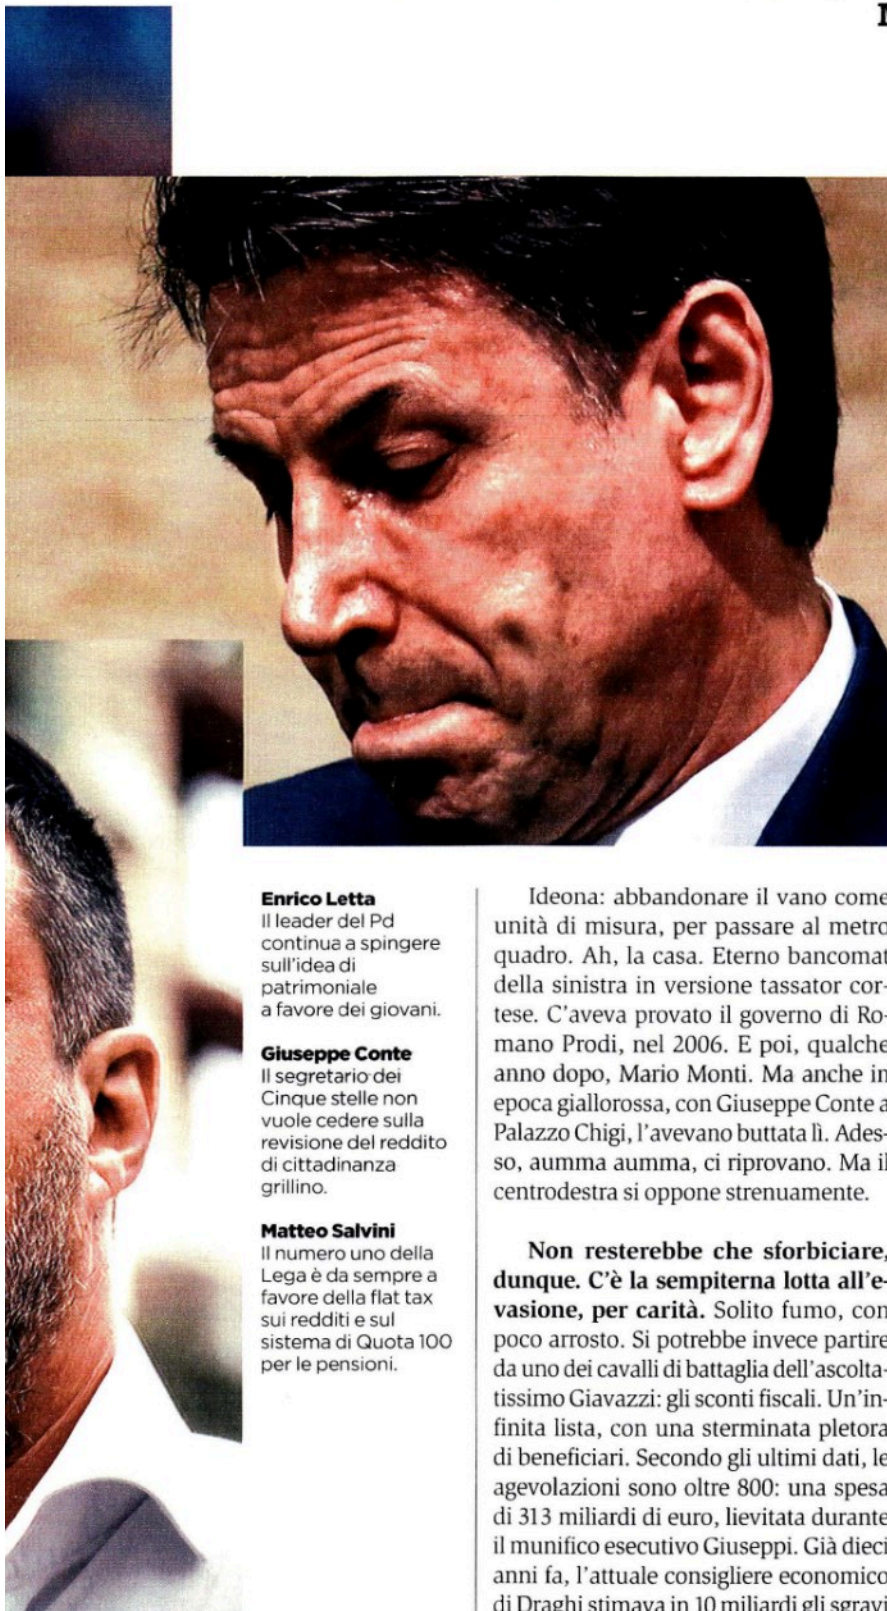 Enrico Letta
Il leader del Pd
continua a spingere
sull'idea di
patrimoniale
a favore dei giovani.
Giuseppe Conte
Il segretario dei
Cinque stelle non
vuole cedere sulla
revisione del reddito
di cittadinanza
grillino.
Matteo Salvini
Il numero uno della
Lega è da sempre a
favore della flat tax
sui redditi e sul
sistema di Quota 100
per le pensioni.
Ideona: abbandonare il vano come
unità di misura, per passare al metro
quadro. Ah, la casa. Eterno bancomat
della sinistra in versione tassator cor-
tese. C'aveva provato il governo di Ro-
mano Prodi, nel 2006. E poi, qualche
anno dopo, Mario Monti. Ma anche in
epoca giallorossa, con Giuseppe Conte a
Palazzo Chigi, l'avevano buttata lì. Ades-
so, aumma aumma, ci riprovano. Ma il
centrodestra si oppone strenuamente.
Non resterebbe che sforbiciare,
dunque. C'è la sempiterna lotta all'e-
vasione, per carità. Solito fumo, con
poco arrosto. Si potrebbe invece partire
da uno dei cavalli di battaglia dell'ascolta-
tissimo Giavazzi: gli sconti fiscali. Un'in-
finita lista, con una sterminata pletora
di beneficiari. Secondo gli ultimi dati, le
agevolazioni sono oltre 800: una spesa
di 313 miliardi di euro, lievitata durante
il munifico esecutivo Giuseppi. Già dieci
anni fa, l'attuale consigliere economico
di Draghi stimava in 10 miliardi gli sgravi